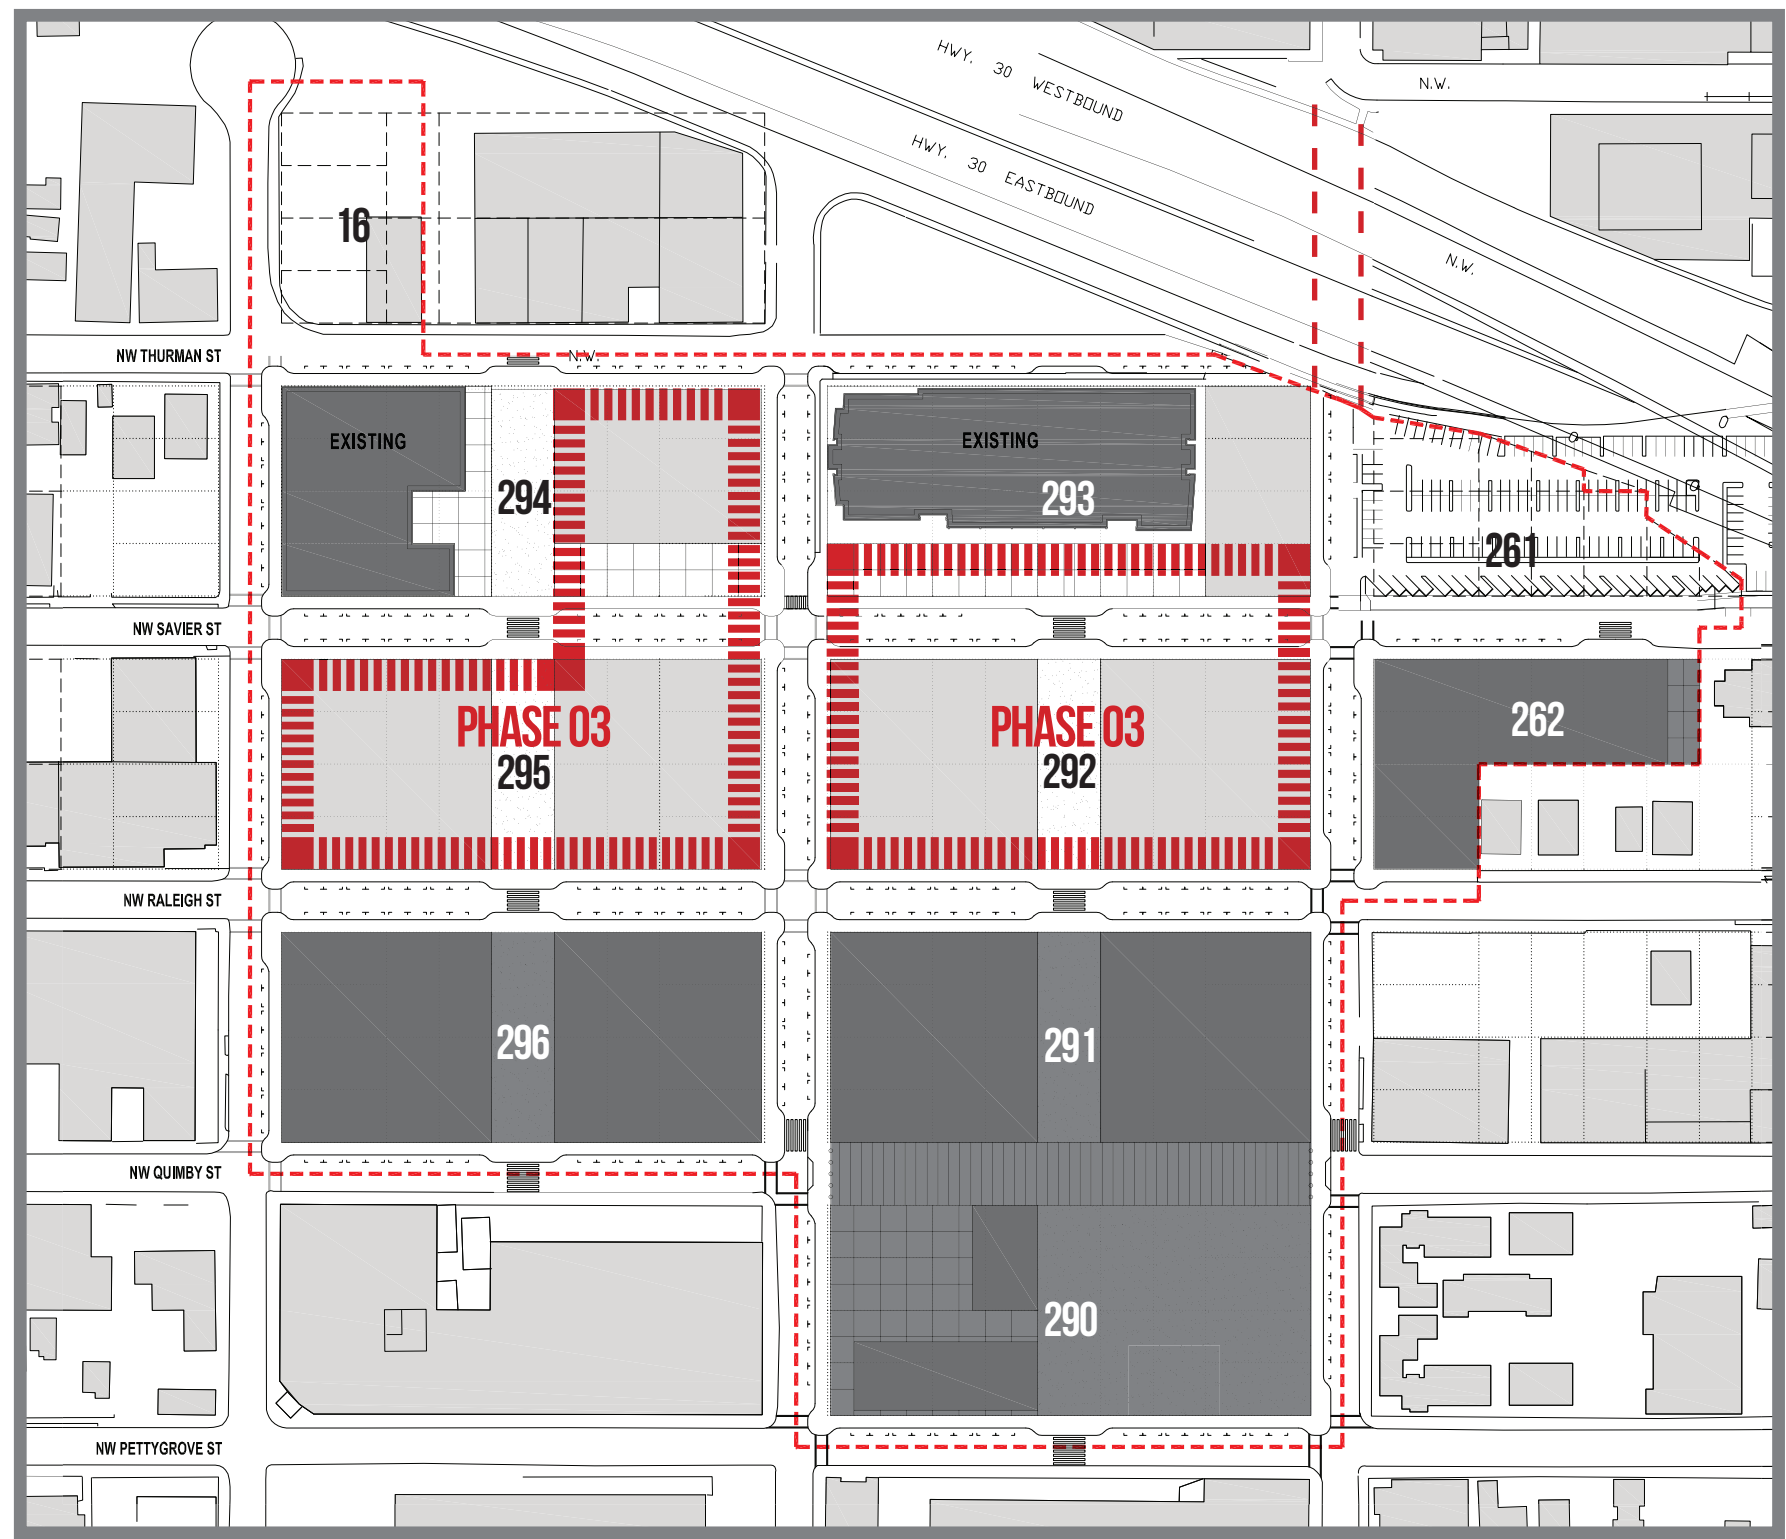 HWY. 30 WESTBOUND
N.W.
HWY. 30 EASTBOUND
16
N.W.
NW THURMAN ST
N.W.
EXISTING
EXISTING
294
293
261
NW SAVIER ST
PHASE 03
295
PHASE 03
292
262
NW RALEIGH ST
296
291
NW QUIMBY ST
290
NW PETTYGROVE ST